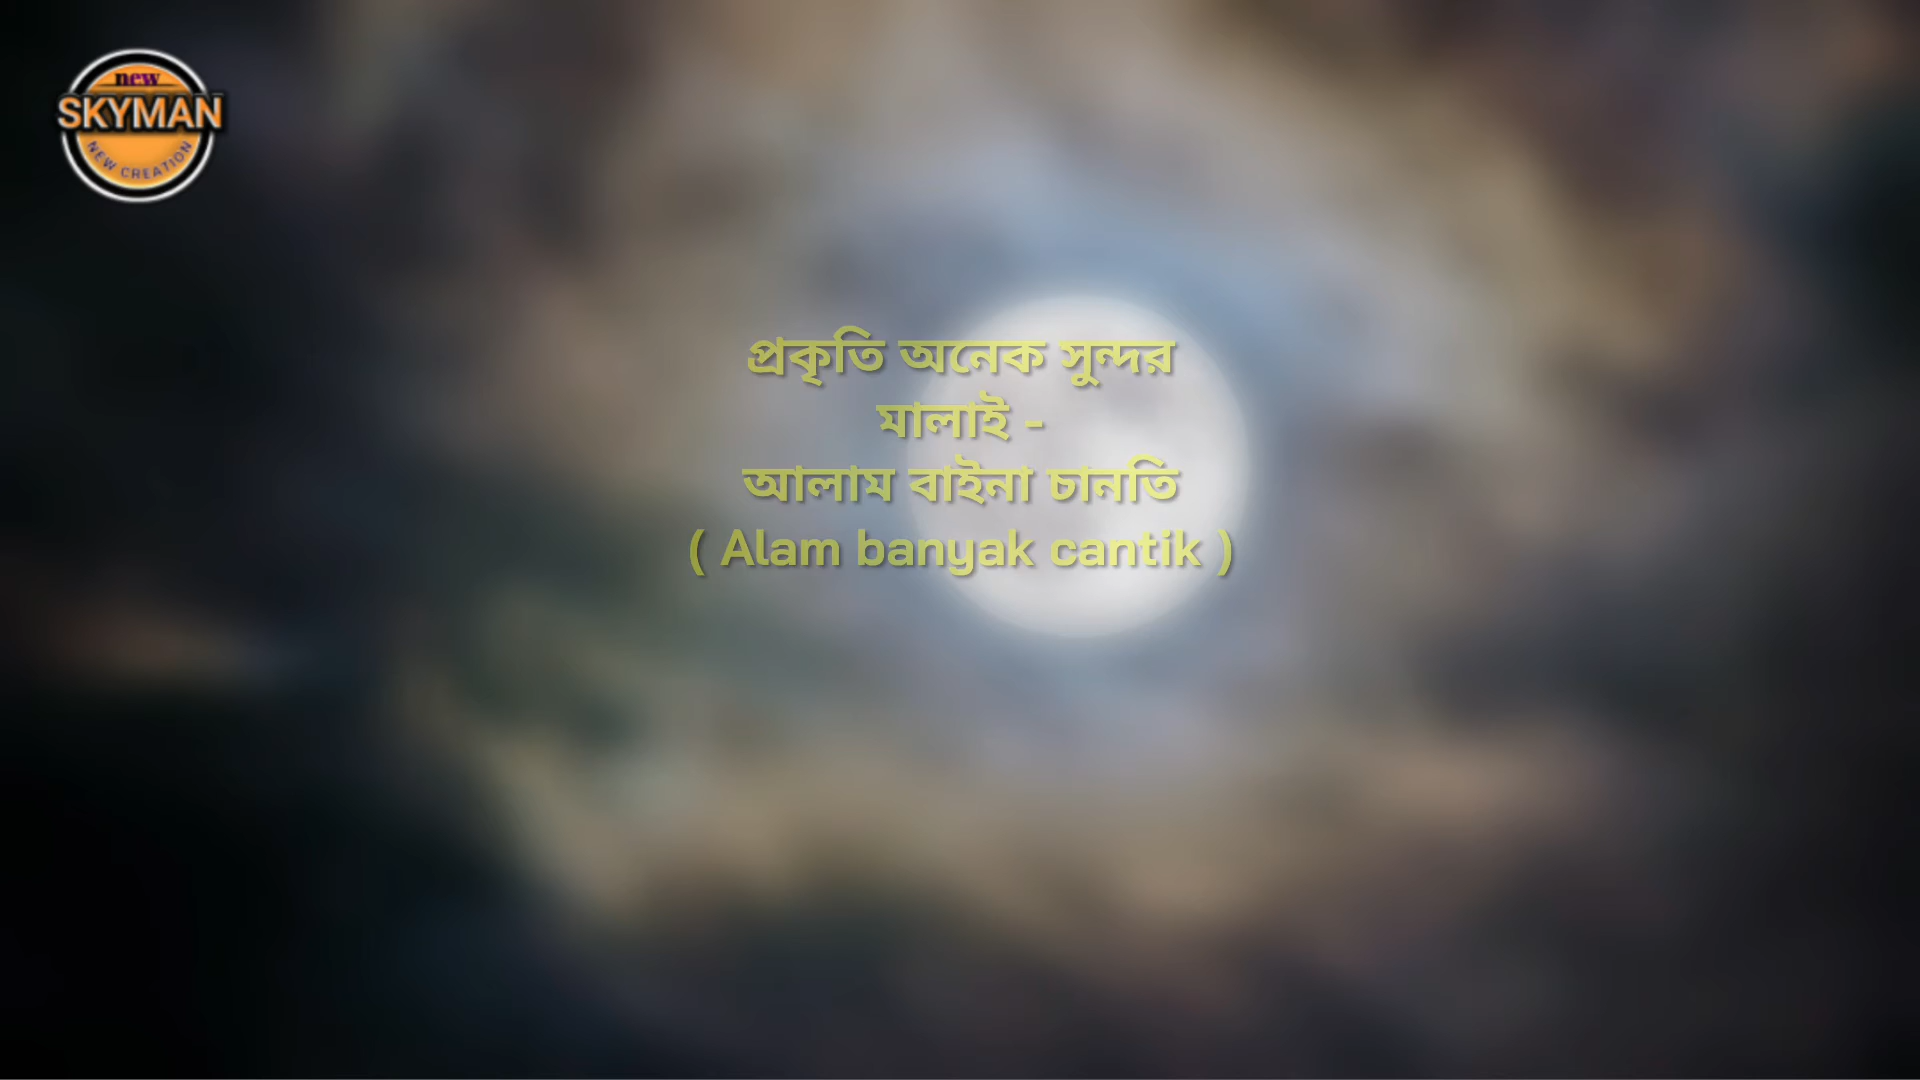 new
SKYMAN
NEW CREATION
প্রকৃতি অনেক সুন্দর
মালাই -
আলাম বাইনা চানতি
( Alam banyak cantik )